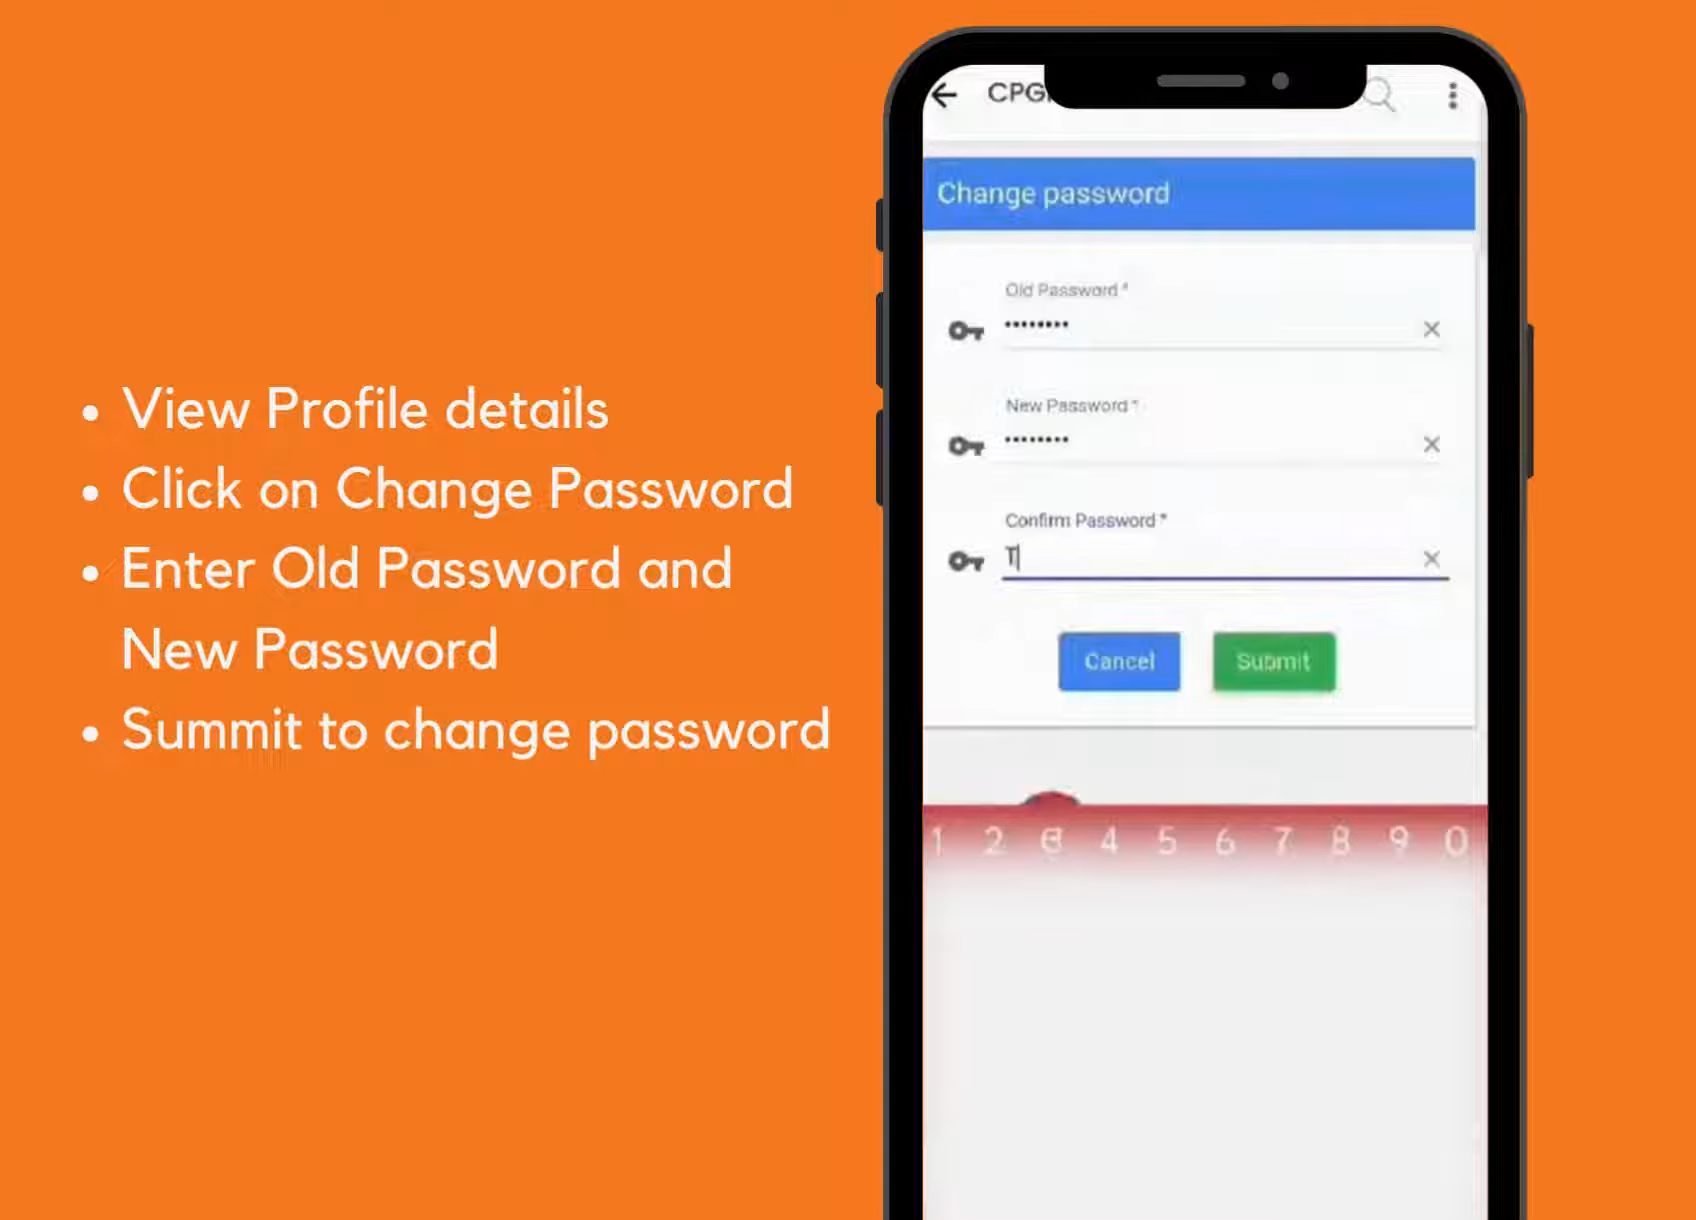 • View Profile details
• Click on Change Password
• Enter Old Password and
New Password
• Summit to change password
CPG
Change password
Old Password *
••••••••
New Password *
••••••••
Confirm Password *
T
Cancel
Submit
1 2 3 4 5 6 7 8 9 0